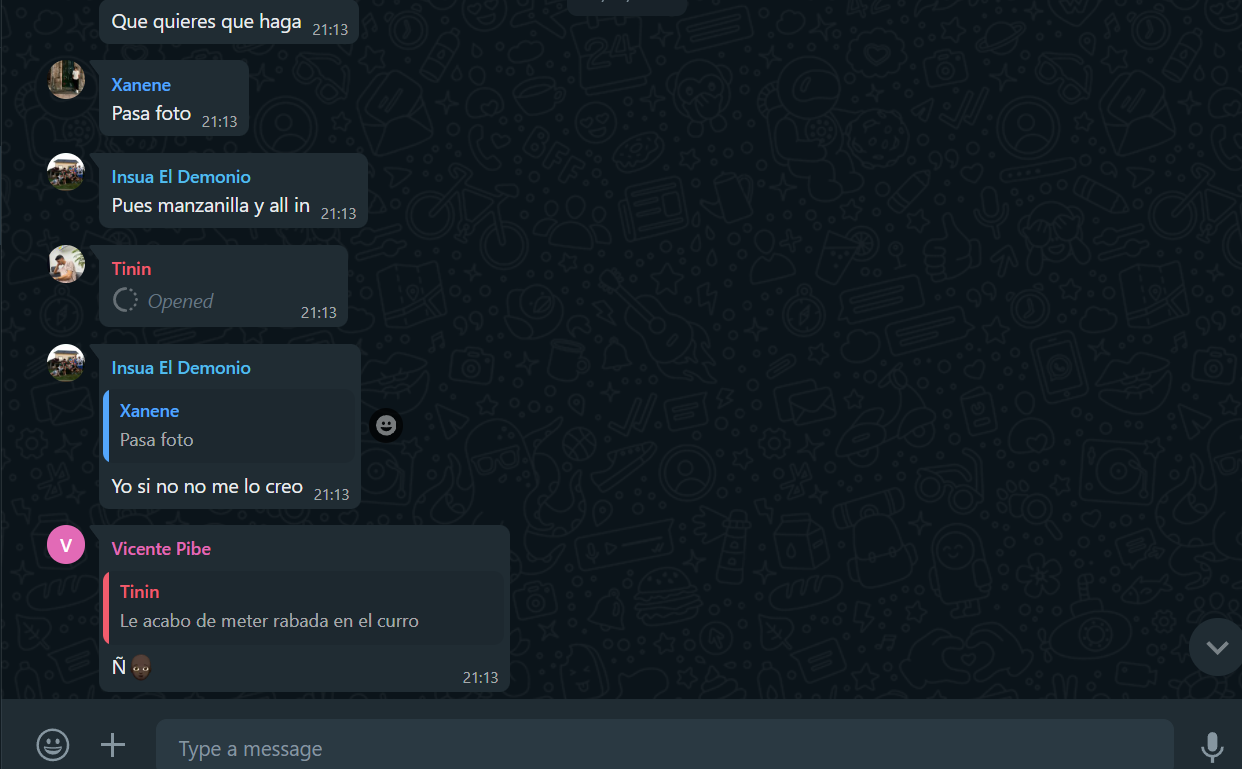 Que quieres que haga 21:13
Xanene
Pasa foto 21:13
Insua El Demonio
Pues manzanilla y all in 21:13
Tinin
Opened
21:13
Insua El Demonio
Xanene
Pasa foto
Yo si no no me lo creo 21:13
V
Vicente Pibe
Tinin
Le acabo de meter rabada en el curro
Ñ👨🏿‍🦲 21:13
Type a message